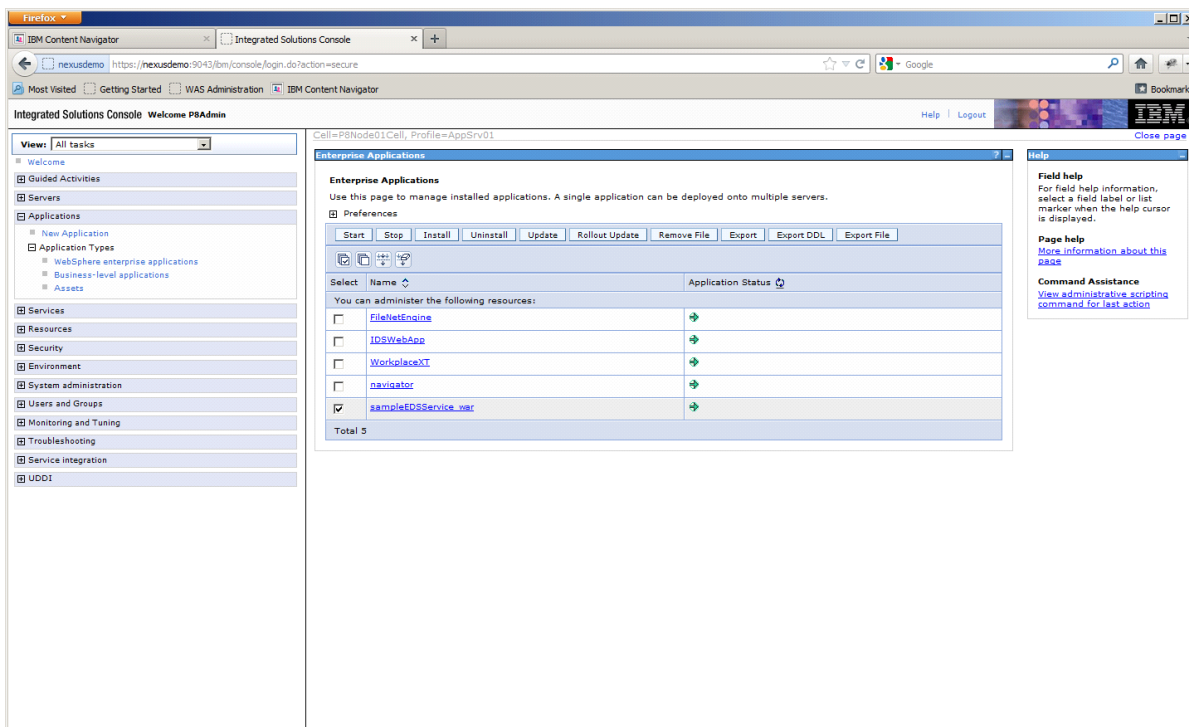 Firefox
IBM Content Navigator
Integrated Solutions Console
nexusdemo https://nexusdemo:9043/ibm/console/login.do?action=secure
Google
Most Visited Getting Started WAS Administration IBM Content Navigator
Bookmark
Integrated Solutions Console Welcome P8Admin
Help | Logout
IBM.
Cell=P8Node01Cell, Profile=AppSrv01
Close page
View: All tasks
Welcome
Guided Activities
Servers
Applications
New Application
Application Types
WebSphere enterprise applications
Business-level applications
Assets
Services
Resources
Security
Environment
System administration
Users and Groups
Monitoring and Tuning
Troubleshooting
Service integration
UDDI
Enterprise Applications
? -
Enterprise Applications
Use this page to manage installed applications. A single application can be deployed onto multiple servers.
Preferences
Start Stop Install Uninstall Update Rollout Update Remove File Export Export DDL Export File
Select Name Application Status
You can administer the following resources:
FileNetEngine
IDSWebApp
WorkplaceXT
navigator
sampleEDSService_war
Total 5
Help
Field help
For field help information,
select a field label or list
marker when the help cursor
is displayed.
Page help
More information about this
page
Command Assistance
View administrative scripting
command for last action